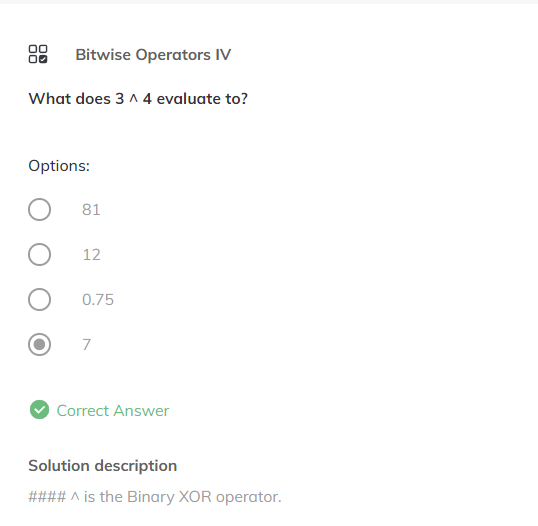 Bitwise Operators IV
What does 3 ^ 4 evaluate to?
Options:
81
12
0.75
7
Correct Answer
Solution description
#### ^ is the Binary XOR operator.